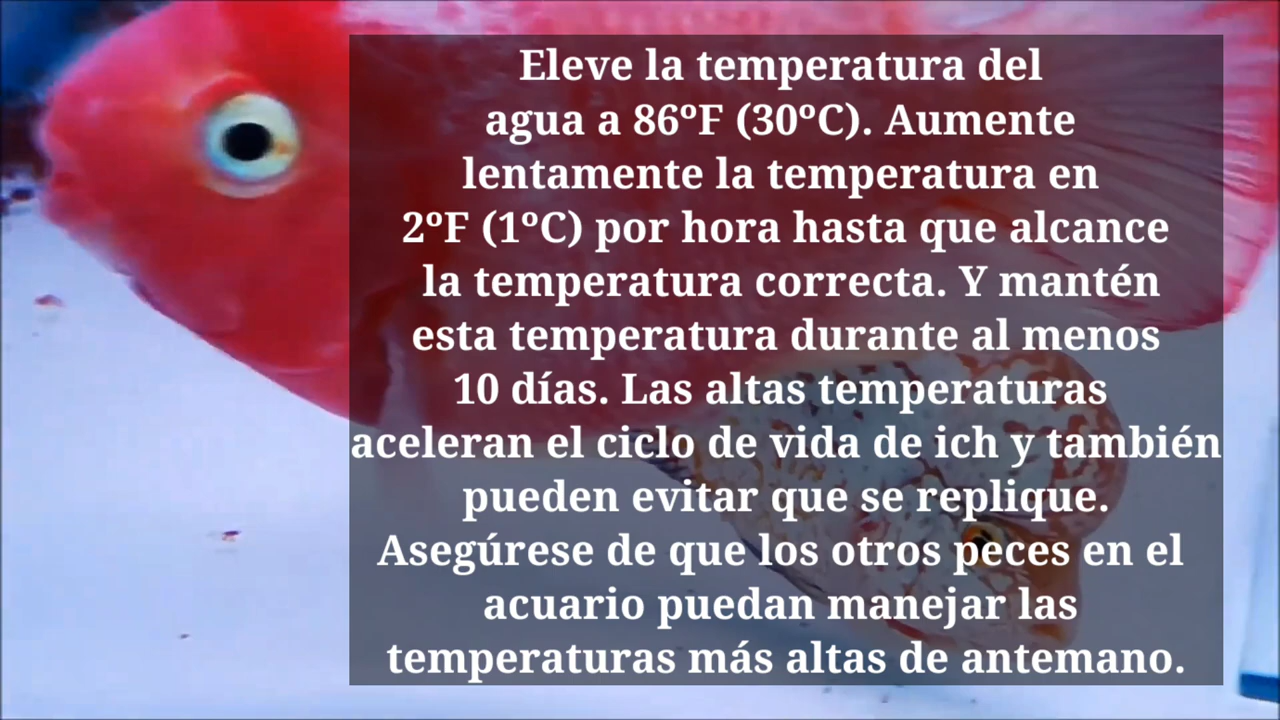 Eleve la temperatura del
agua a 86ºF (30ºC). Aumente
lentamente la temperatura en
2ºF (1ºC) por hora hasta que alcance
la temperatura correcta. Y mantén
esta temperatura durante al menos
10 días. Las altas temperaturas
aceleran el ciclo de vida de ich y también
pueden evitar que se replique.
Asegúrese de que los otros peces en el
acuario puedan manejar las
temperaturas más altas de antemano.